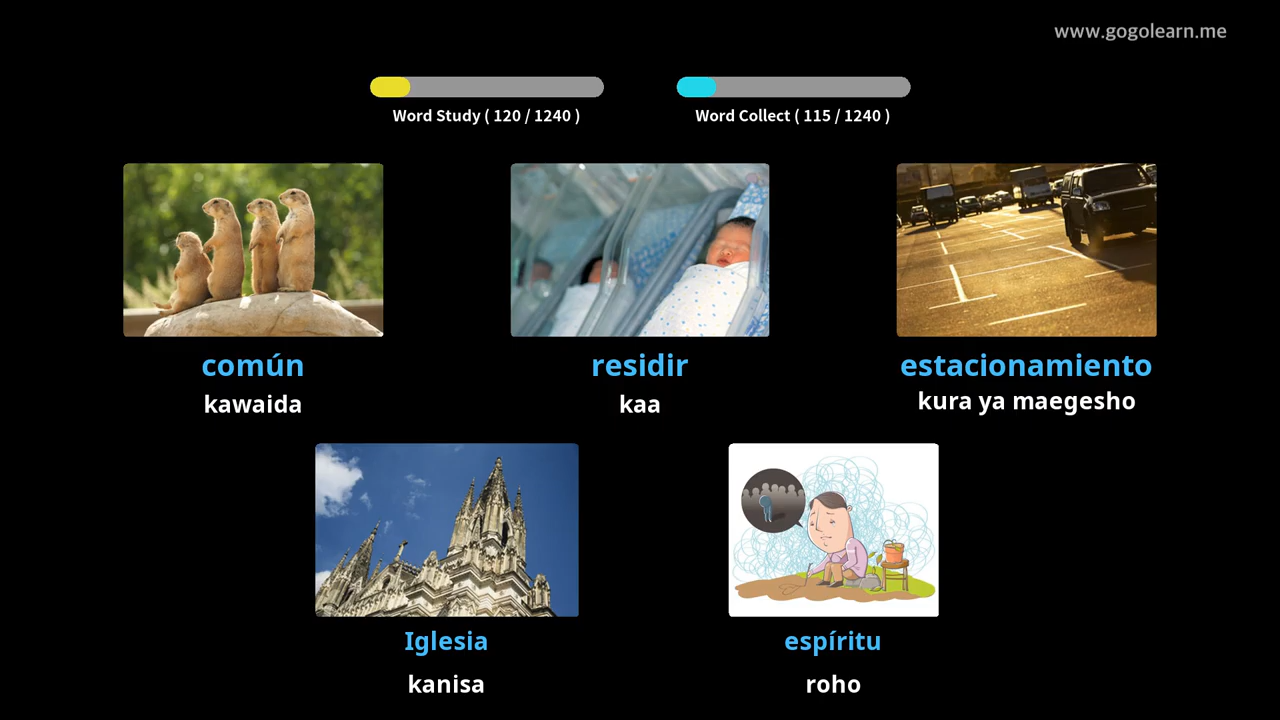 www.gogolearn.me
Word Study ( 120 / 1240 )
Word Collect ( 115 / 1240 )
común
residir
estacionamiento
kawaida
kaa
kura ya maegesho
Iglesia
espíritu
kanisa
roho